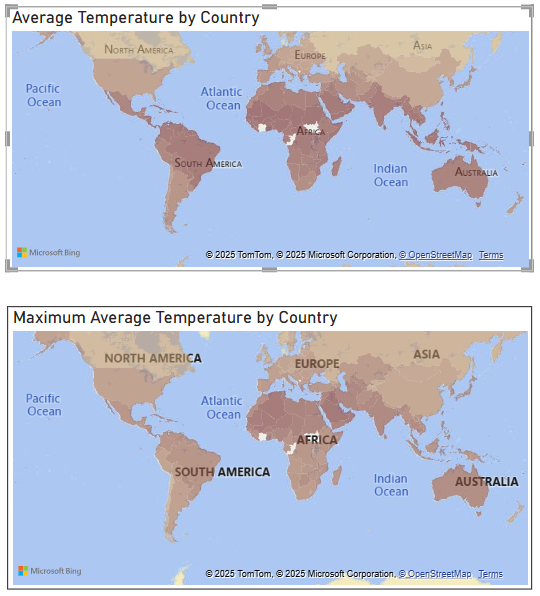 Average Temperature by Country
NORTH AMERICA
EUROPE
ASIA
Pacific
Ocean
Atlantic
Ocean
AFRICA
SOUTH AMERICA
Indian
Ocean
AUSTRALIA
Microsoft Bing
© 2025 TomTom, © 2025 Microsoft Corporation, © OpenStreetMap Terms
Maximum Average Temperature by Country
NORTH AMERICA
EUROPE
ASIA
Pacific
Ocean
Atlantic
Ocean
AFRICA
SOUTH AMERICA
Indian
Ocean
AUSTRALIA
Microsoft Bing
© 2025 TomTom, © 2025 Microsoft Corporation, © OpenStreetMap Terms